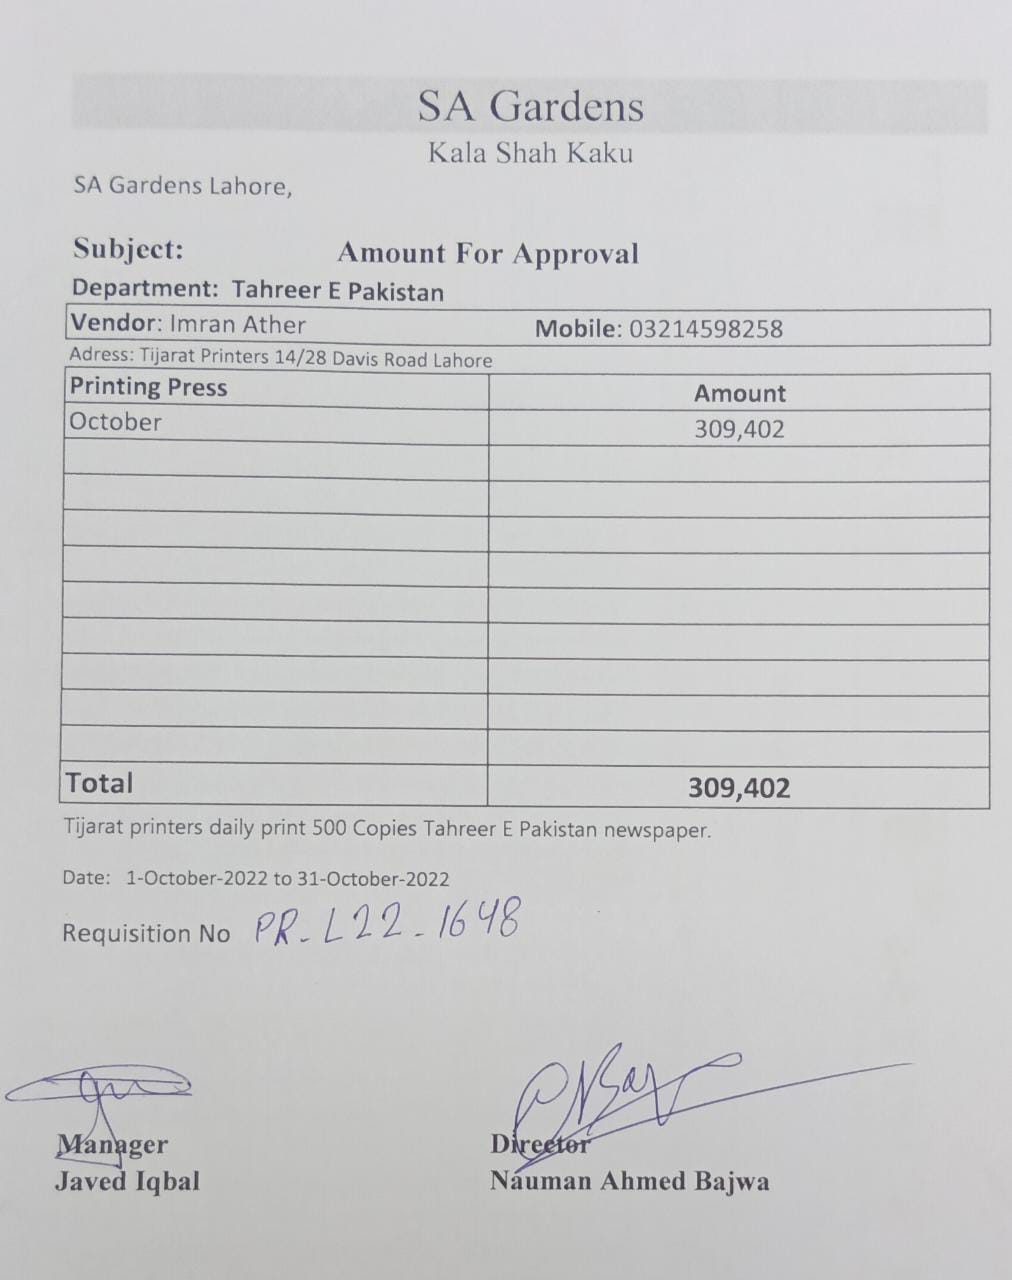 SA Gardens
Kala Shah Kaku
SA Gardens Lahore,
Subject: Amount For Approval
Department: Tahreer E Pakistan
Vendor: Imran Ather Mobile: 03214598258
Adress: Tijarat Printers 14/28 Davis Road Lahore
Printing Press Amount
October 309,402
Total 309,402
Tijarat printers daily print 500 Copies Tahreer E Pakistan newspaper.
Date: 1-October-2022 to 31-October-2022
Requisition No PR-L22-1648
Manager Director
Javed Iqbal Nauman Ahmed Bajwa